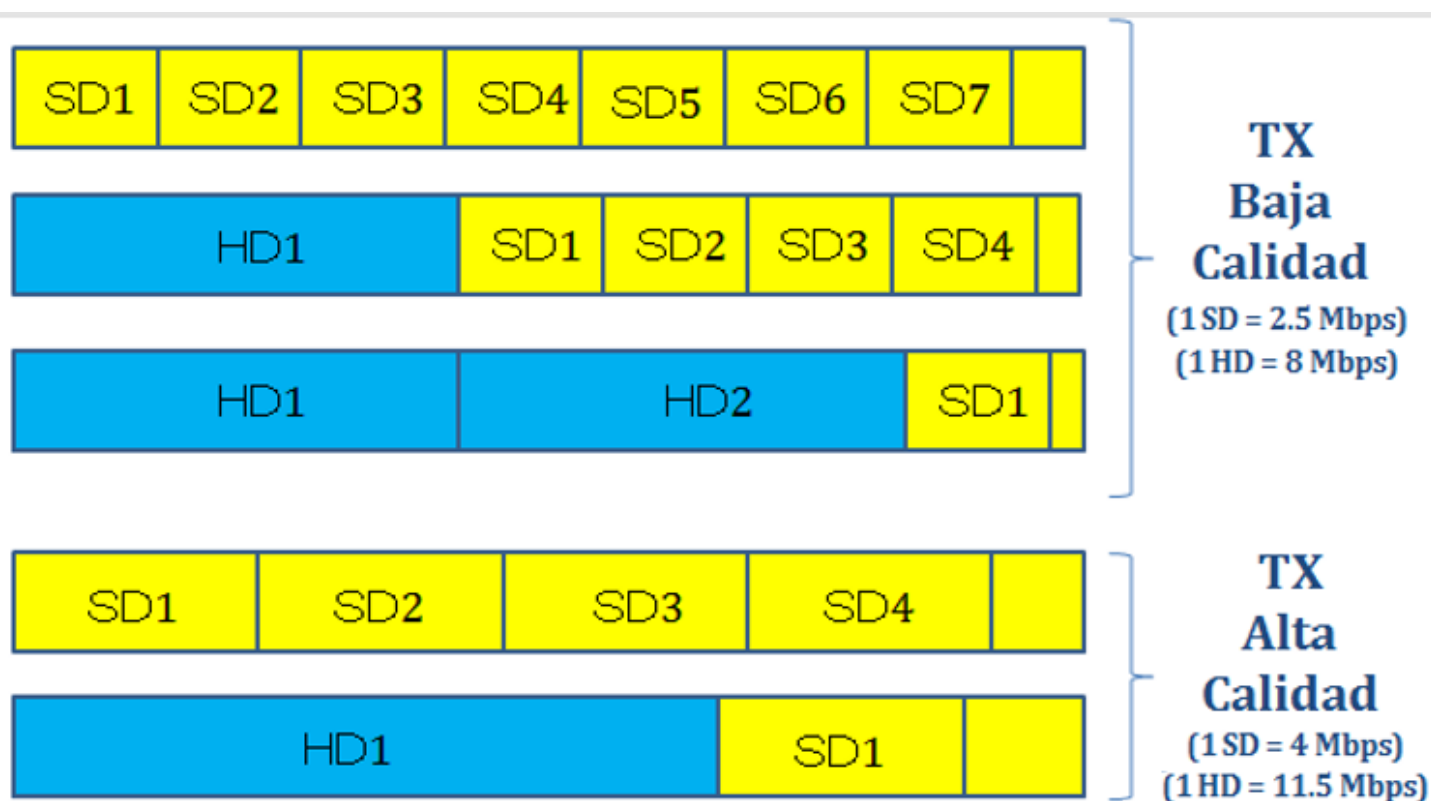 SD1 SD2 SD3 SD4 SD5 SD6 SD7
HD1 SD1 SD2 SD3 SD4
HD1 HD2 SD1
TX
Baja
Calidad
(1 SD = 2.5 Mbps)
(1 HD = 8 Mbps)
SD1 SD2 SD3 SD4
HD1 SD1
TX
Alta
Calidad
(1 SD = 4 Mbps)
(1 HD = 11.5 Mbps)